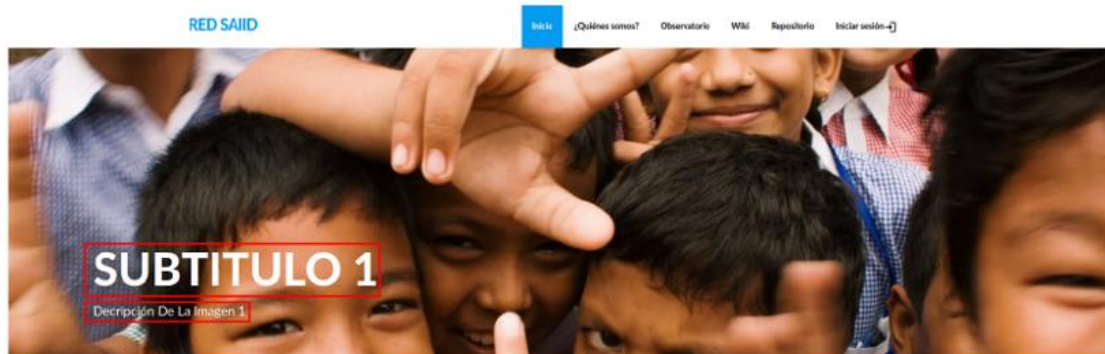 RED SAIID
Inicio ¿Quiénes somos? Observatorio Wiki Repositorio Iniciar sesión
SUBTITULO 1
Decripción De La Imagen 1